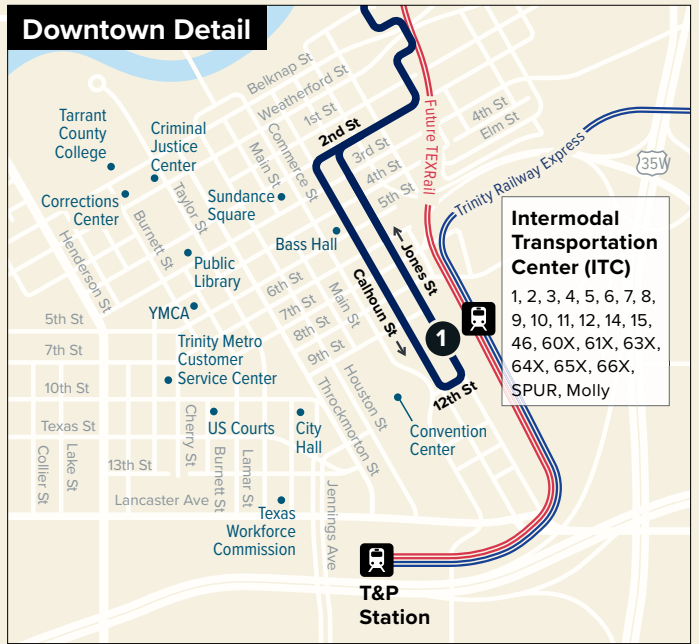 Downtown Detail
Belknap St
Weatherford St
1st St
2nd St
3rd St
4th St
5th St
4th St
Elm St
Commerce St
Main St
Future TEXRail
Trinity Railway Express
35W
Tarrant
County
College
Criminal
Justice
Center
Corrections
Center
Taylor St
Burnett St
Henderson St
Sundance
Square
Bass Hall
Public
Library
YMCA
Jones St
Calhoun St
1
12th St
Intermodal
Transportation
Center (ITC)
1, 2, 3, 4, 5, 6, 7, 8,
9, 10, 11, 12, 14, 15,
46, 60X, 61X, 63X,
64X, 65X, 66X,
SPUR, Molly
6th St
7th St
8th St
9th St
Main St
Houston St
Throckmorton St
5th St
7th St
10th St
Texas St
13th St
Lancaster Ave
Collier St
Lake St
Cherry St
Burnett St
Lamar St
Jennings Ave
Trinity Metro
Customer
Service Center
US Courts
City
Hall
Convention
Center
Texas
Workforce
Commission
T&P
Station